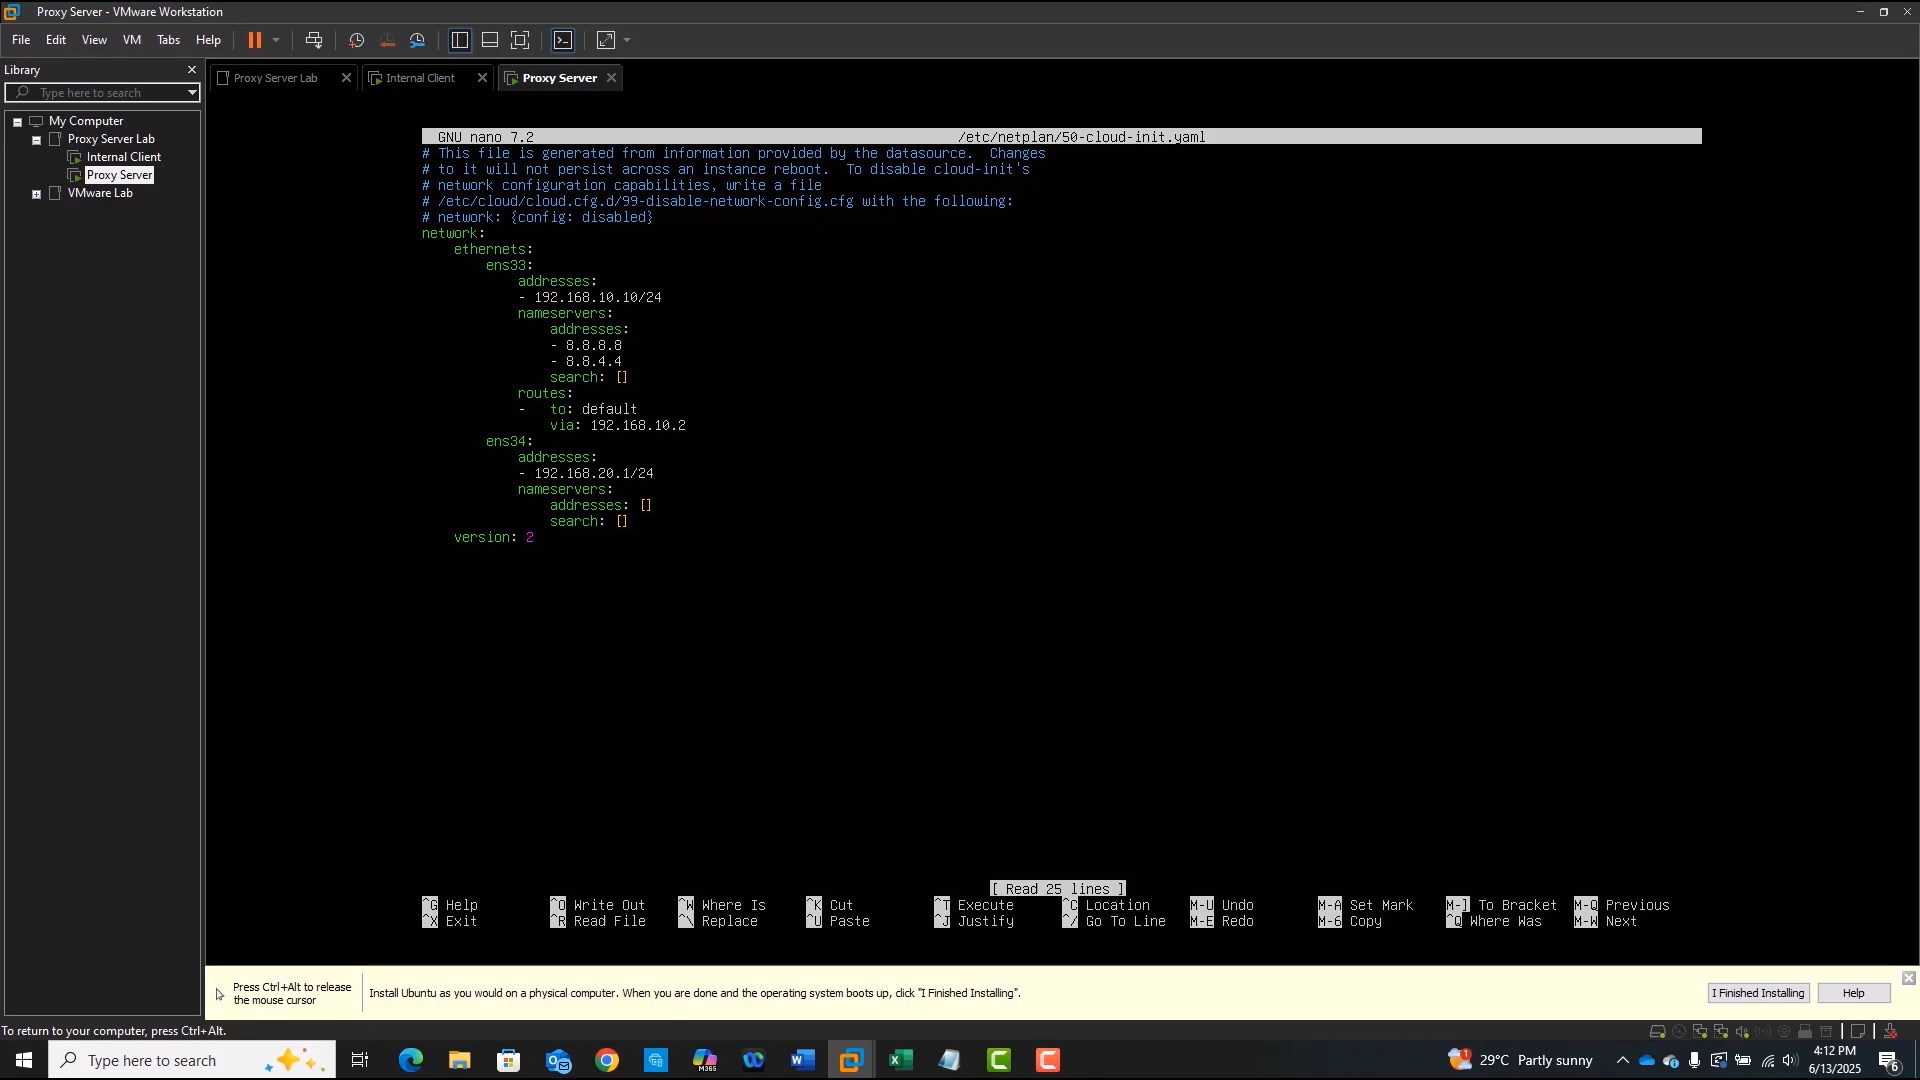 Proxy Server - VMware Workstation
File Edit View VM Tabs Help
Library
Type here to search
My Computer
Proxy Server Lab
Internal Client
Proxy Server
VMware Lab
Proxy Server Lab
Internal Client
Proxy Server
GNU nano 7.2 /etc/netplan/50-cloud-init.yaml
# This file is generated from information provided by the datasource.  Changes
# to it will not persist across an instance reboot.  To disable cloud-init's
# network configuration capabilities, write a file
# /etc/cloud/cloud.cfg.d/99-disable-network-config.cfg with the following:
# network: {config: disabled}
network:
    ethernets:
        ens33:
            addresses:
            - 192.168.10.10/24
            nameservers:
                addresses:
                - 8.8.8.8
                - 8.8.4.4
                search: []
            routes:
            -   to: default
                via: 192.168.10.2
        ens34:
            addresses:
            - 192.168.20.1/24
            nameservers:
                addresses: []
                search: []
    version: 2
[ Read 25 lines ]
^G Help ^O Write Out ^W Where Is ^K Cut ^T Execute ^C Location M-U Undo M-A Set Mark M-] To Bracket M-Q Previous
^X Exit ^R Read File ^\ Replace ^U Paste ^J Justify ^/ Go To Line M-E Redo M-6 Copy ^Q Where Was M-W Next
Press Ctrl+Alt to release
the mouse cursor
Install Ubuntu as you would on a physical computer. When you are done and the operating system boots up, click "I Finished Installing".
I Finished Installing
Help
To return to your computer, press Ctrl+Alt.
Type here to search
M365
1
29°C Partly sunny
4:12 PM
6/13/2025
6